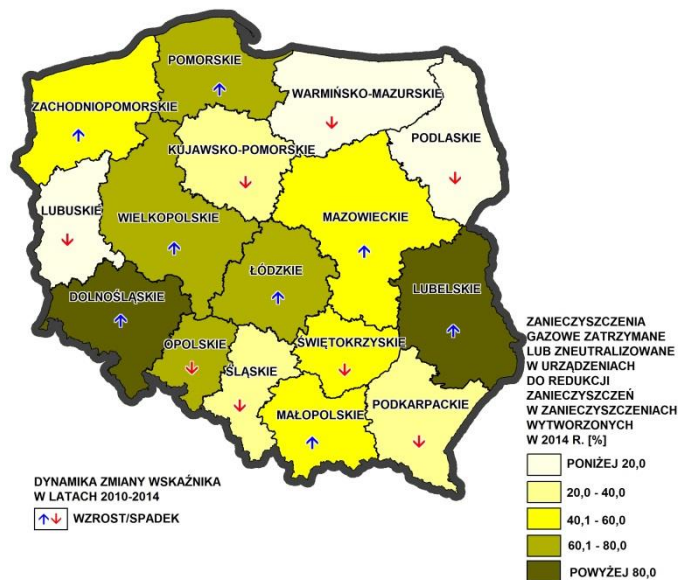 POMORSKIE
WARMIŃSKO-MAZURSKIE
ZACHODNIOPOMORSKIE
PODLASKIE
KUJAWSKO-POMORSKIE
LUBUSKIE
WIELKOPOLSKIE
MAZOWIECKIE
ŁÓDZKIE
LUBELSKIE
DOLNOŚLĄSKIE
OPOLSKIE
ŚWIĘTOKRZYSKIE
ŚLĄSKIE
PODKARPACKIE
MAŁOPOLSKIE
ZANIECZYSZCZENIA
GAZOWE ZATRZYMANE
LUB ZNEUTRALIZOWANE
W URZĄDZENIACH
DO REDUKCJI
ZANIECZYSZCZEŃ
W ZANIECZYSZCZENIACH
WYTWORZONYCH
W 2014 R. [%]
PONIŻEJ 20,0
20,0 - 40,0
40,1 - 60,0
60,1 - 80,0
POWYŻEJ 80,0
DYNAMIKA ZMIANY WSKAŹNIKA
W LATACH 2010-2014
WZROST/SPADEK